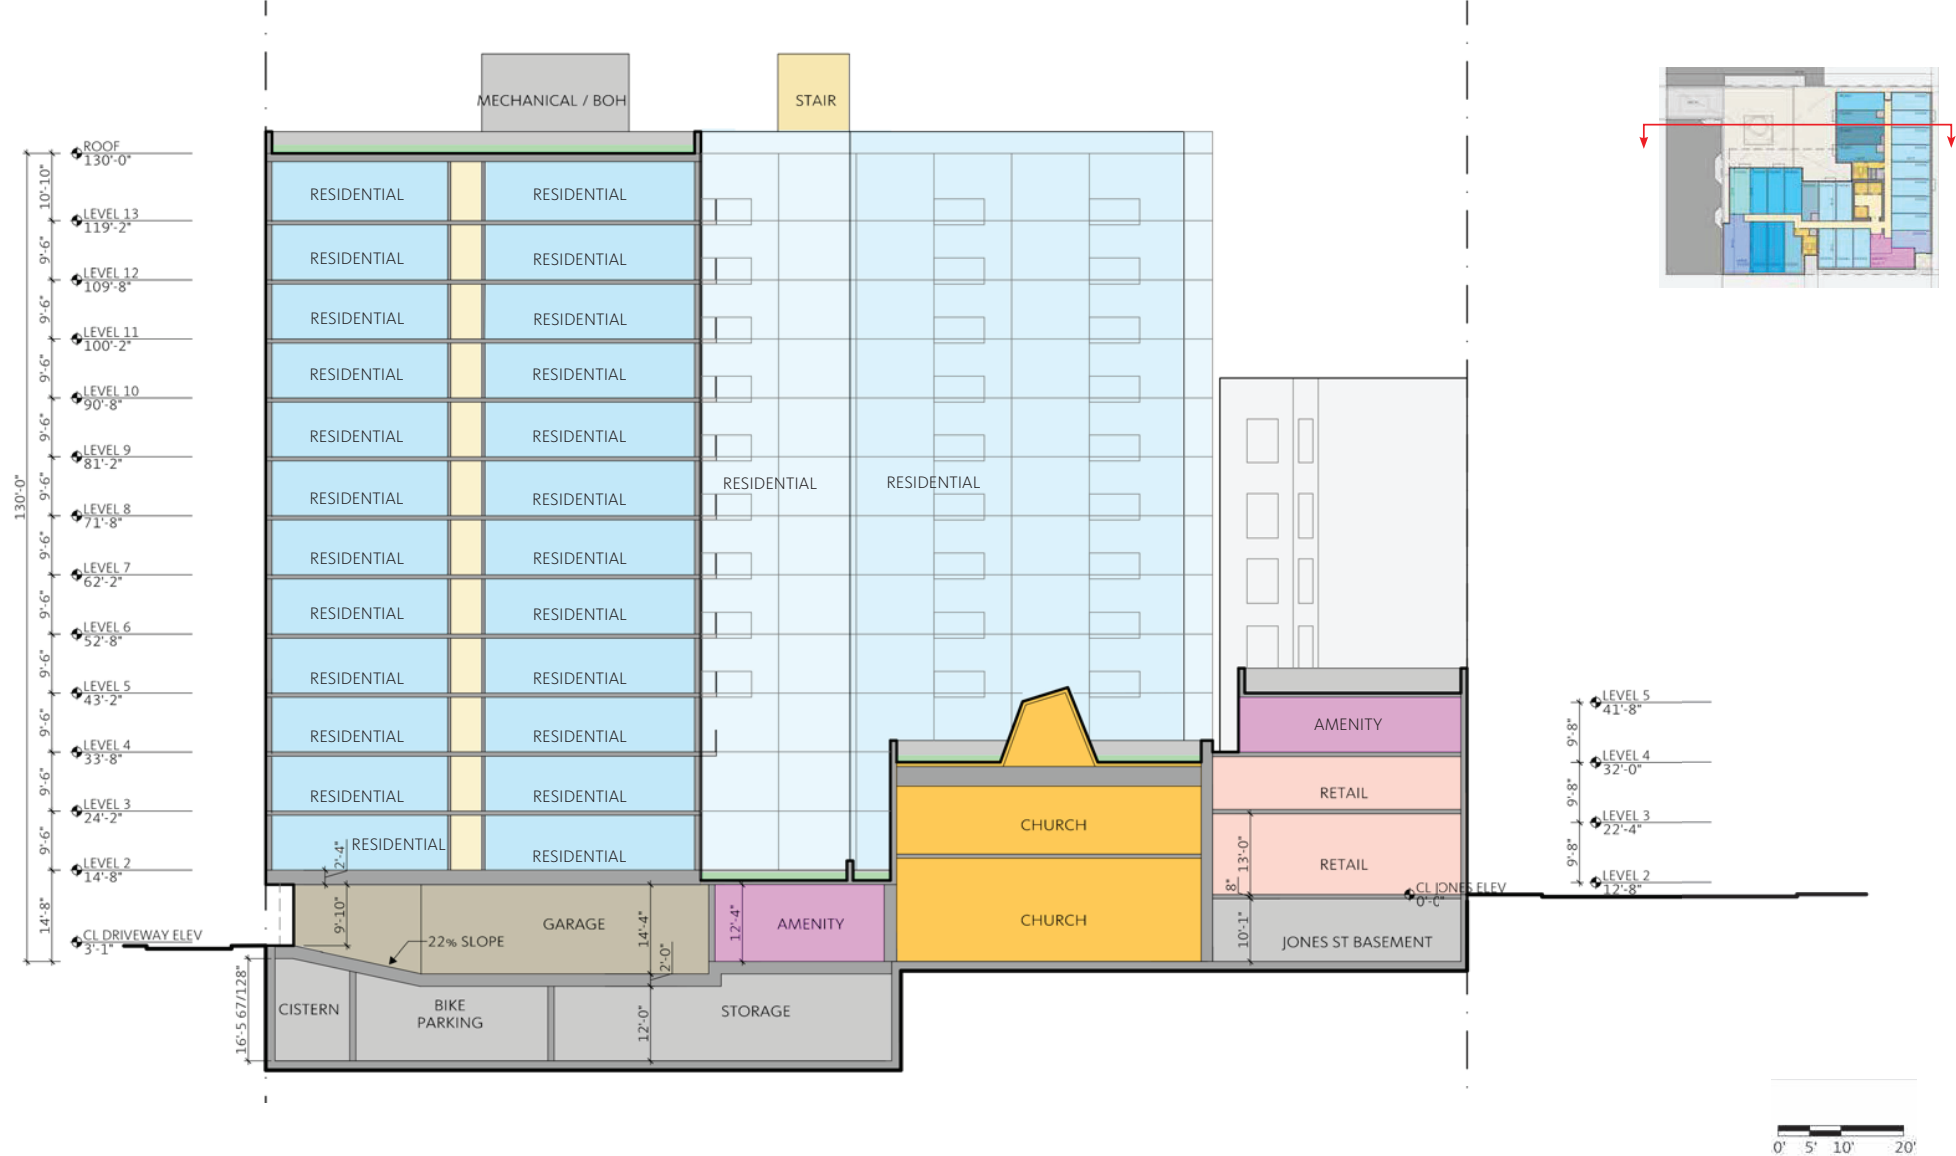 MECHANICAL / BOH
STAIR
ROOF
130'-0"
10'-10"
RESIDENTIAL
RESIDENTIAL
LEVEL 13
119'-2"
9'-6"
RESIDENTIAL
RESIDENTIAL
LEVEL 12
109'-8"
9'-6"
RESIDENTIAL
RESIDENTIAL
LEVEL 11
100'-2"
9'-6"
RESIDENTIAL
RESIDENTIAL
LEVEL 10
90'-8"
9'-6"
RESIDENTIAL
RESIDENTIAL
LEVEL 9
81'-2"
9'-6"
130'-0"
RESIDENTIAL
RESIDENTIAL
RESIDENTIAL
RESIDENTIAL
LEVEL 8
71'-8"
9'-6"
RESIDENTIAL
RESIDENTIAL
LEVEL 7
62'-2"
9'-6"
RESIDENTIAL
RESIDENTIAL
LEVEL 6
52'-8"
9'-6"
RESIDENTIAL
RESIDENTIAL
LEVEL 5
43'-2"
9'-6"
RESIDENTIAL
RESIDENTIAL
LEVEL 4
33'-8"
9'-6"
RESIDENTIAL
RESIDENTIAL
LEVEL 3
24'-2"
9'-6"
RESIDENTIAL
RESIDENTIAL
2'-4"
LEVEL 2
14'-8"
14'-8"
CL DRIVEWAY ELEV
3'-1"
9'-10"
22% SLOPE
GARAGE
14'-4"
2'-0"
12'-4"
AMENITY
CHURCH
CHURCH
AMENITY
RETAIL
RETAIL
13'-0"
8"
10'-1"
JONES ST BASEMENT
CL JONES ELEV
0'-0"
LEVEL 5
41'-8"
9'-8"
LEVEL 4
32'-0"
9'-8"
LEVEL 3
22'-4"
9'-8"
LEVEL 2
12'-8"
16'-5 67/128"
CISTERN
BIKE
PARKING
12'-0"
STORAGE
0' 5' 10' 20'